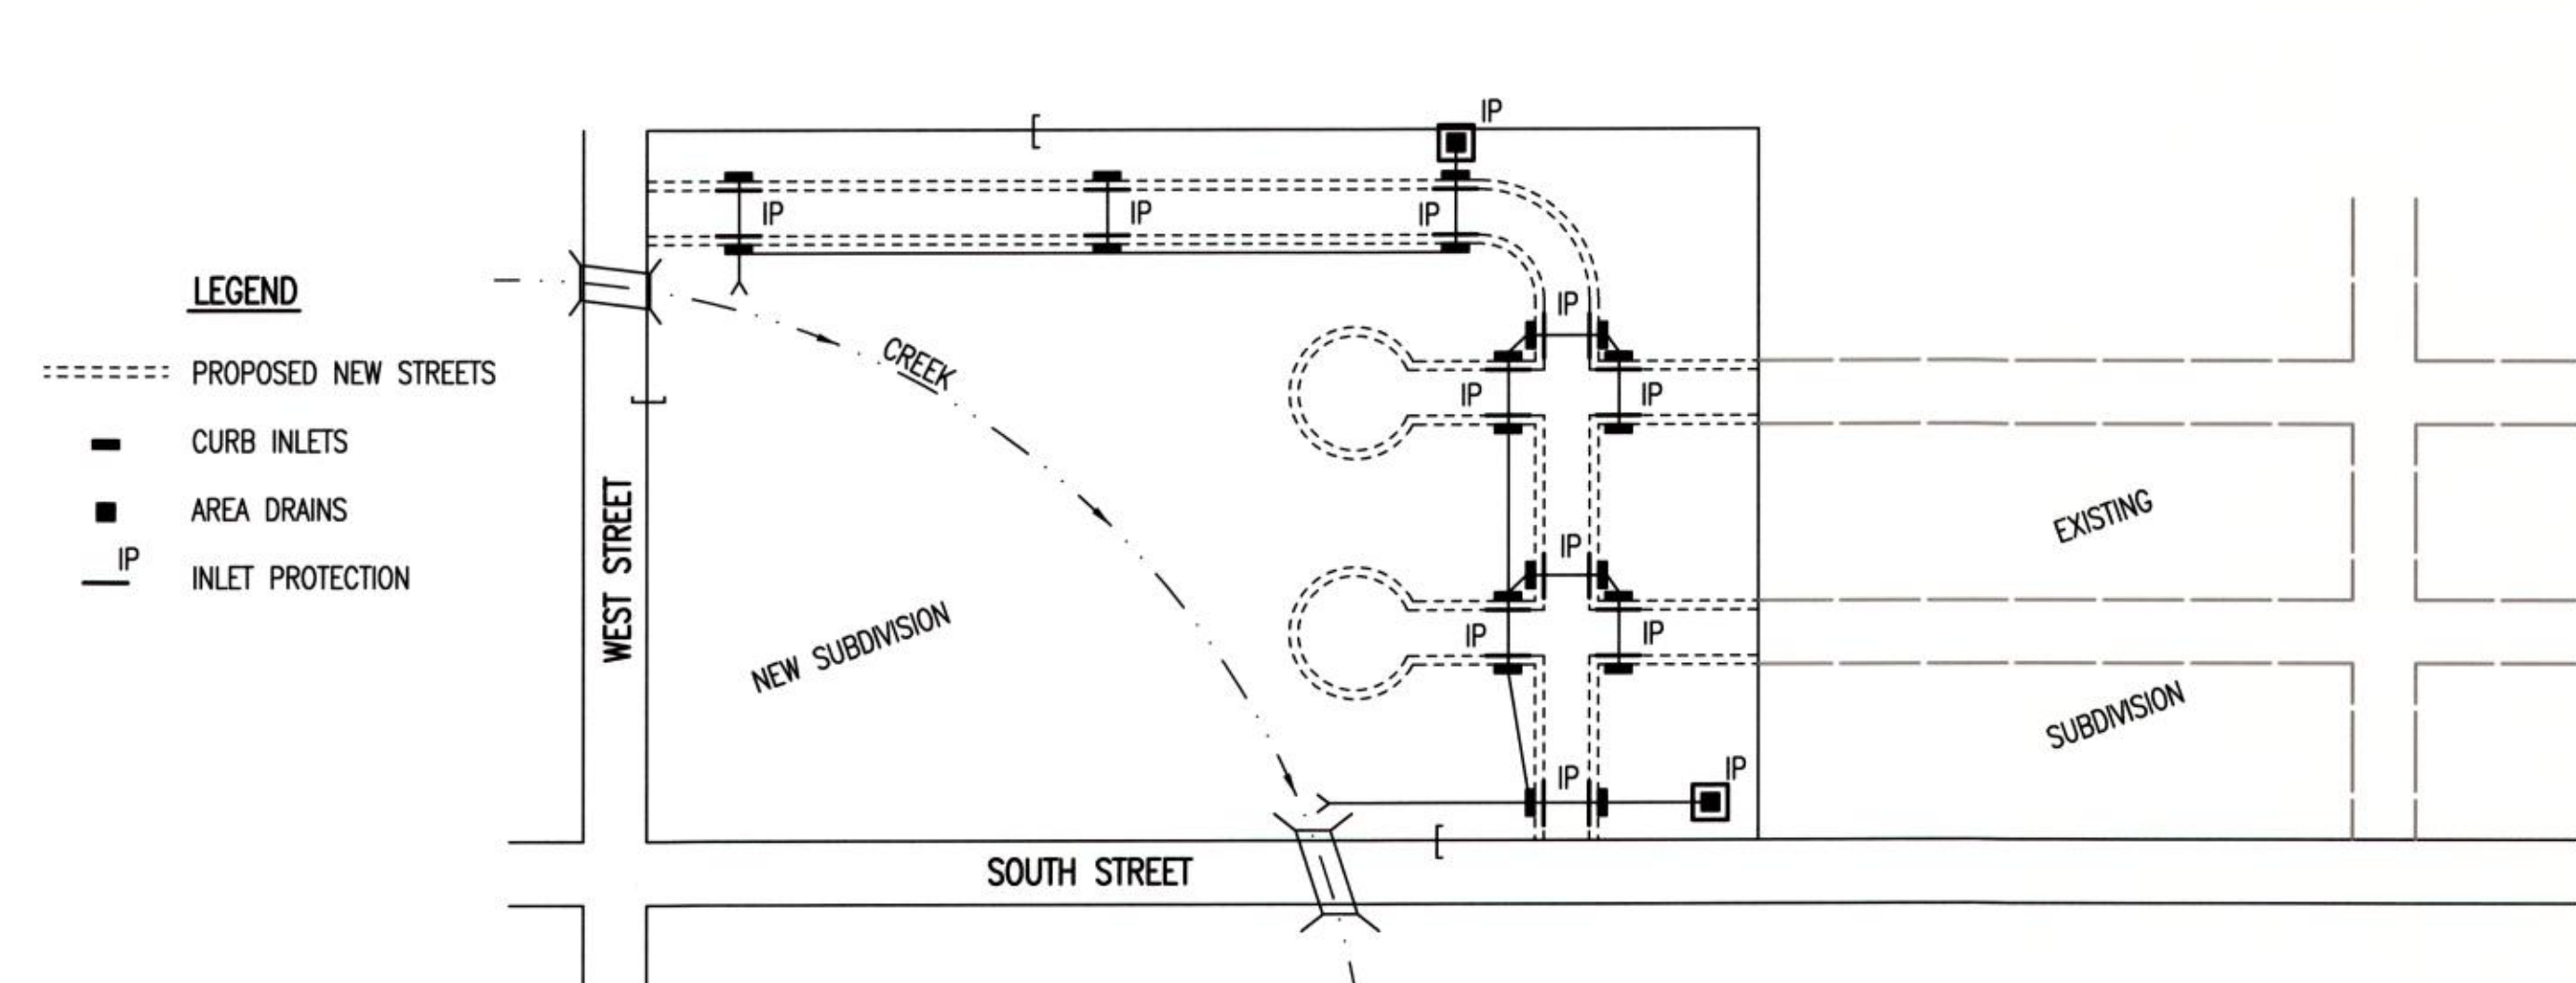 LEGEND
PROPOSED NEW STREETS
CURB INLETS
AREA DRAINS
IP
INLET PROTECTION
WEST STREET
SOUTH STREET
CREEK
NEW SUBDIVISION
IP
IP
IP
IP
IP
IP
IP
IP
IP
IP
IP
IP
EXISTING
SUBDIVISION